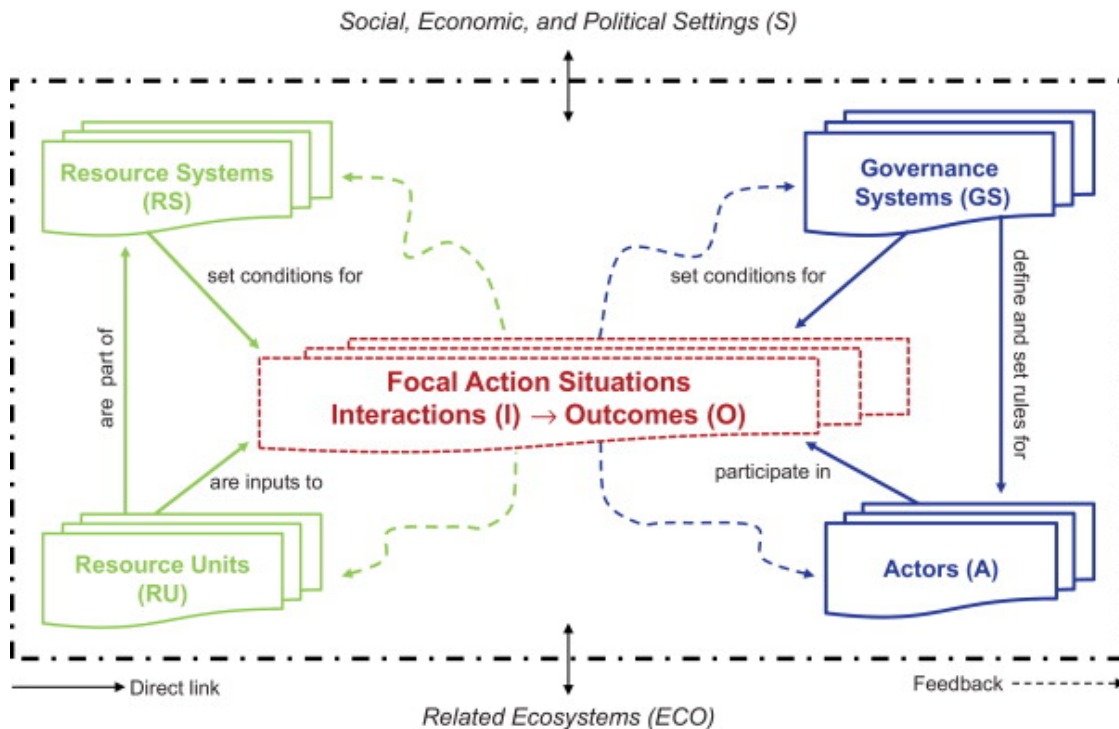 Social, Economic, and Political Settings (S)
Resource Systems
(RS)
Governance
Systems (GS)
set conditions for
set conditions for
are part of
define and set rules for
Focal Action Situations
Interactions (I) → Outcomes (O)
are inputs to
participate in
Resource Units
(RU)
Actors (A)
Direct link
Feedback
Related Ecosystems (ECO)